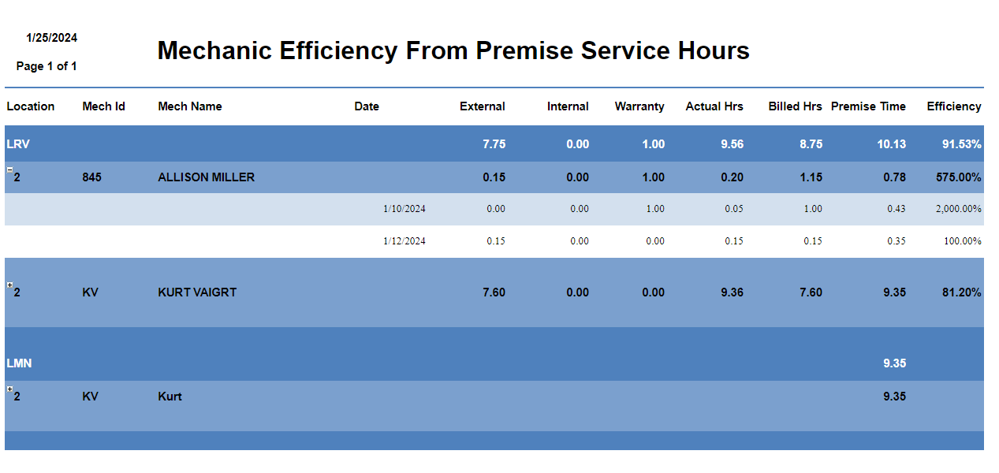 1/25/2024
Mechanic Efficiency From Premise Service Hours
Page 1 of 1
Location Mech Id Mech Name Date External Internal Warranty Actual Hrs Billed Hrs Premise Time Efficiency
LRV 7.75 0.00 1.00 9.56 8.75 10.13 91.53%
2 845 ALLISON MILLER 0.15 0.00 1.00 0.20 1.15 0.78 575.00%
1/10/2024 0.00 0.00 1.00 0.05 1.00 0.43 2,000.00%
1/12/2024 0.15 0.00 0.00 0.15 0.15 0.35 100.00%
2 KV KURT VAIGRT 7.60 0.00 0.00 9.36 7.60 9.35 81.20%
LMN 9.35
2 KV Kurt 9.35